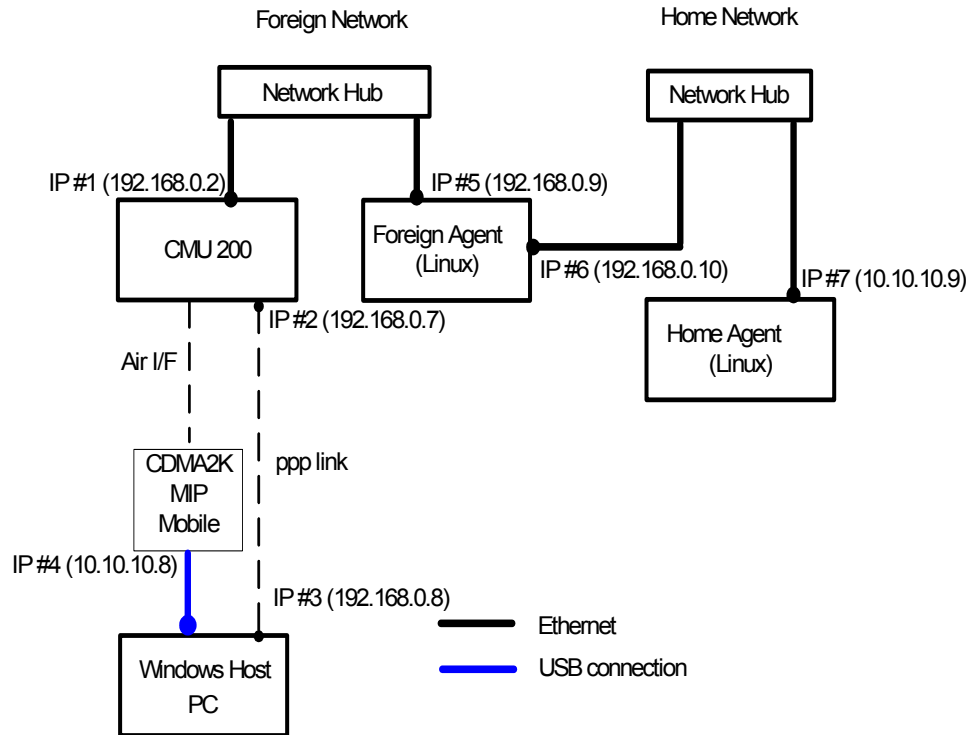 Foreign Network
Home Network
Network Hub
Network Hub
IP #1 (192.168.0.2)
IP #5 (192.168.0.9)
CMU 200
Foreign Agent
(Linux)
IP #6 (192.168.0.10)
IP #7 (10.10.10.9)
IP #2 (192.168.0.7)
Home Agent
(Linux)
Air I/F
CDMA2K
MIP
Mobile
ppp link
IP #4 (10.10.10.8)
IP #3 (192.168.0.8)
Ethernet
USB connection
Windows Host
PC